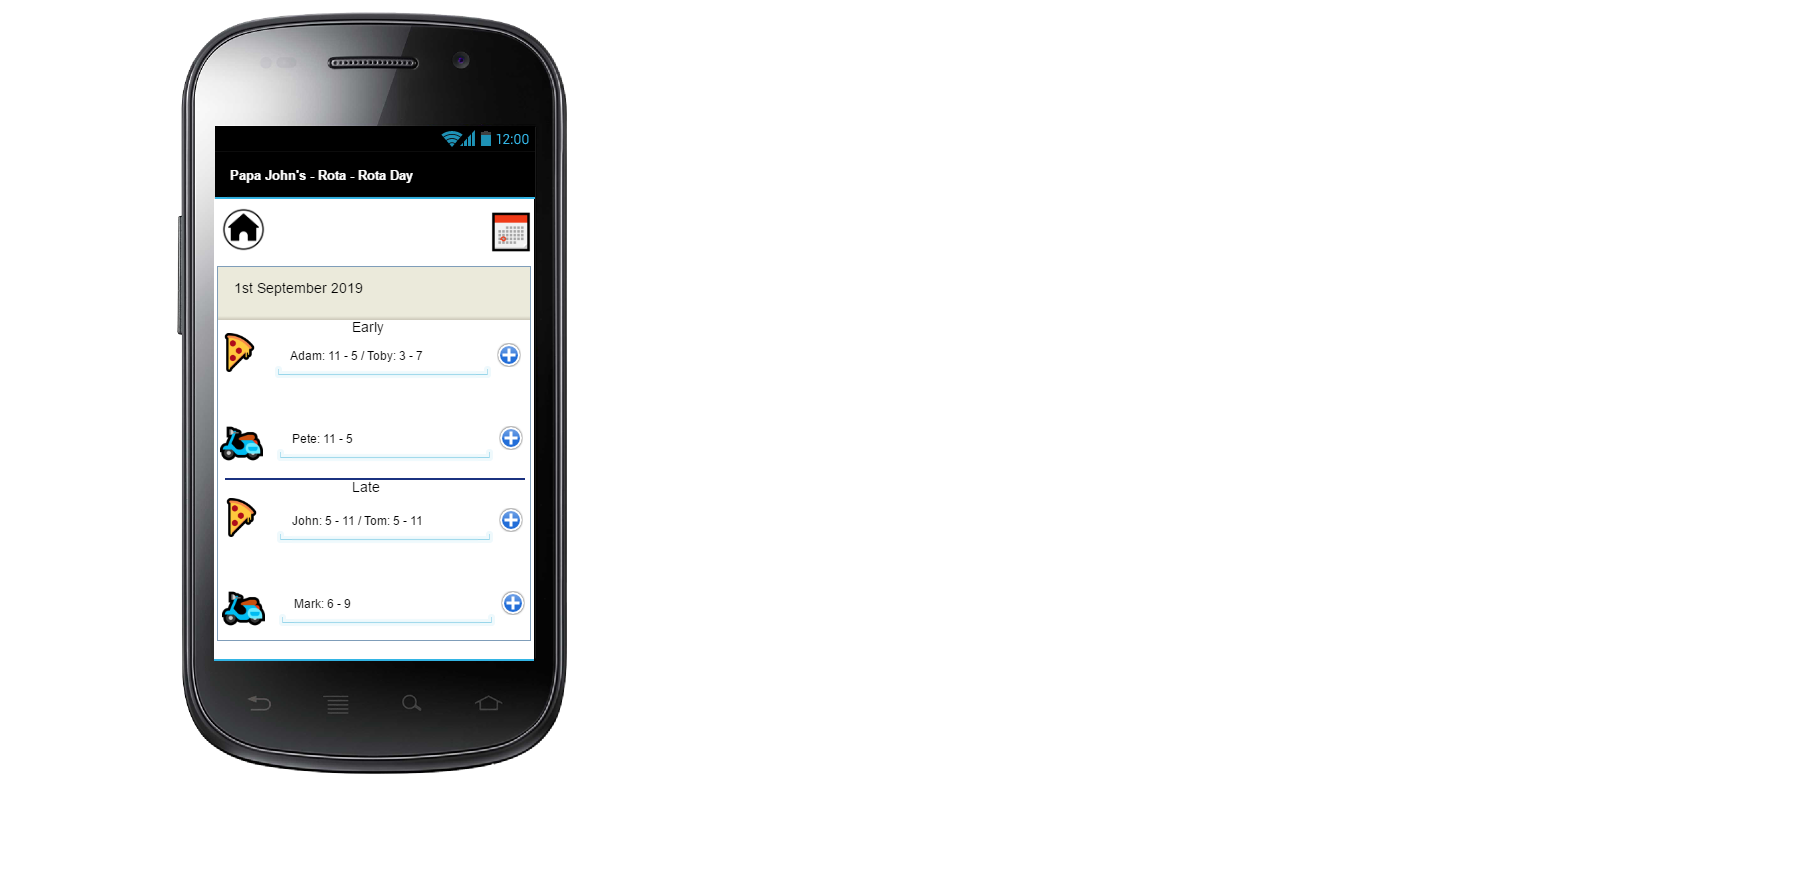 12:00
Papa John's - Rota - Rota Day
1st September 2019
Early
Adam: 11 - 5 / Toby: 3 - 7
Pete: 11 - 5
Late
John: 5 - 11 / Tom: 5 - 11
Mark: 6 - 9